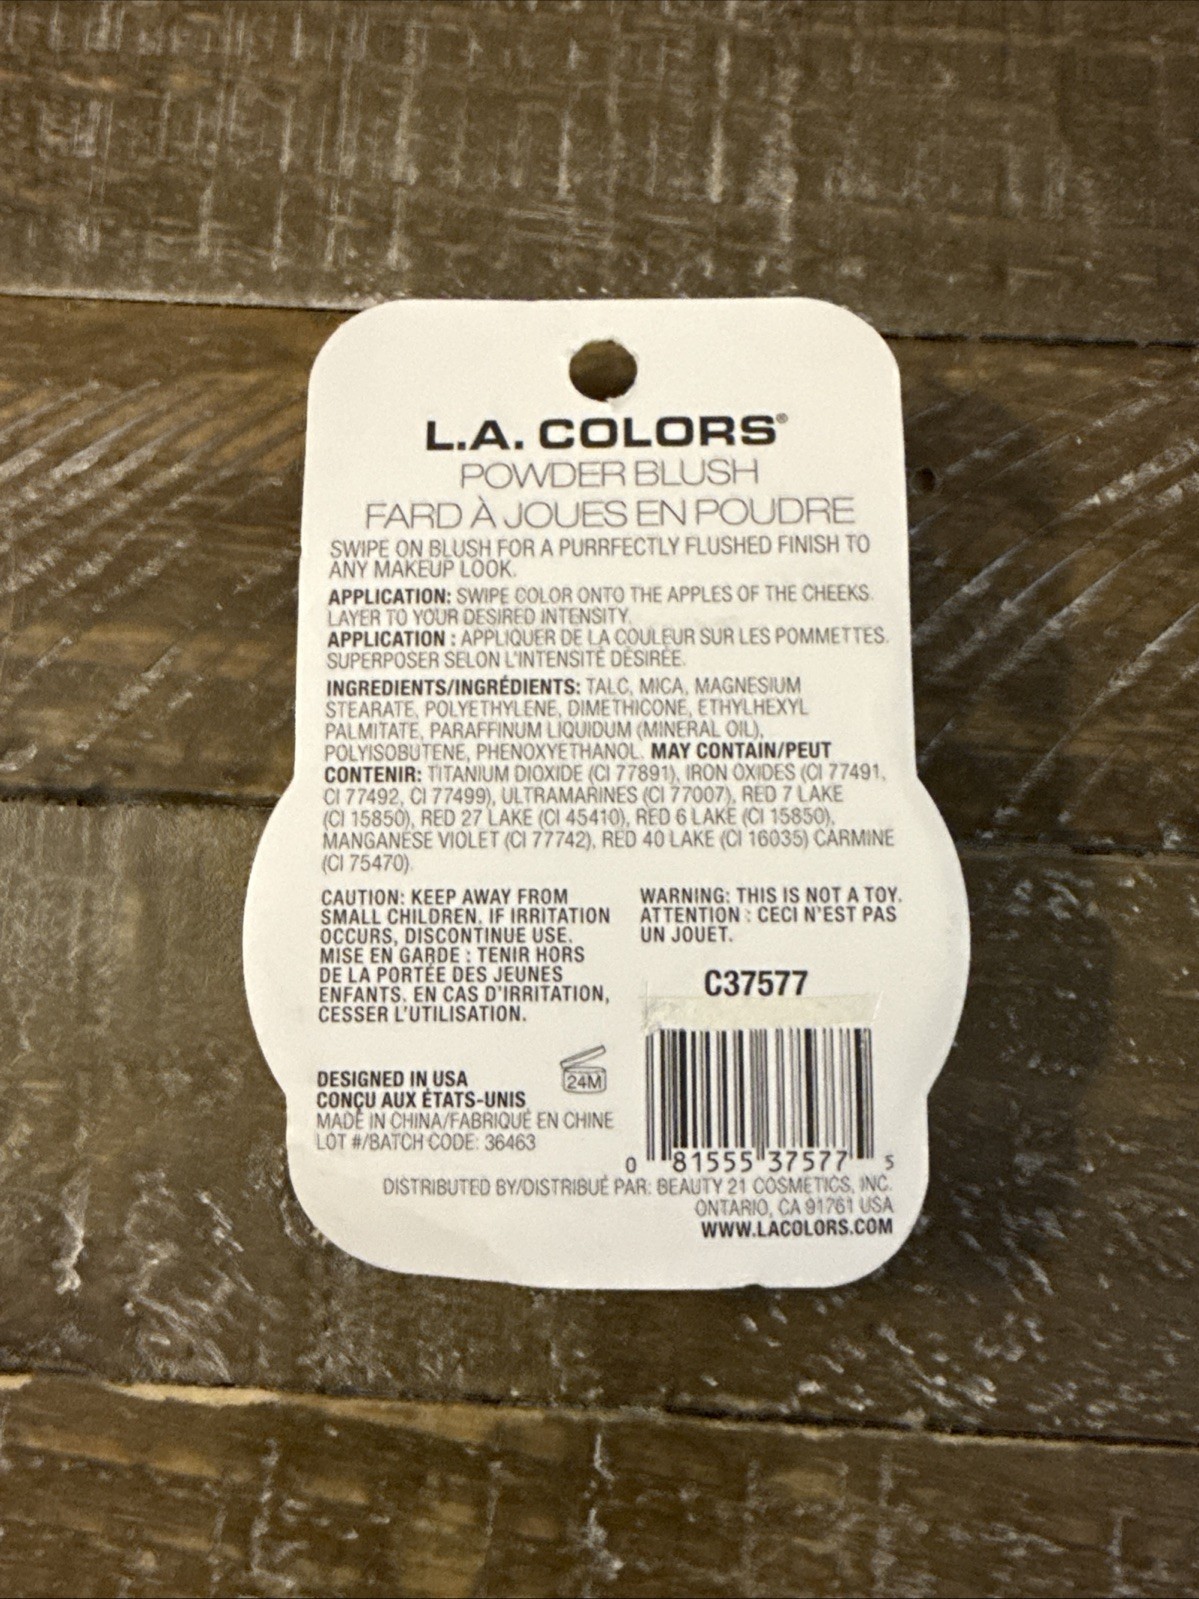 L.A. COLORS®
POWDER BLUSH
FARD À JOUES EN POUDRE
SWIPE ON BLUSH FOR A PURRFECTLY FLUSHED FINISH TO
ANY MAKEUP LOOK.
APPLICATION: SWIPE COLOR ONTO THE APPLES OF THE CHEEKS.
LAYER TO YOUR DESIRED INTENSITY.
APPLICATION : APPLIQUER DE LA COULEUR SUR LES POMMETTES.
SUPERPOSER SELON L'INTENSITÉ DÉSIRÉE.
INGREDIENTS/INGRÉDIENTS: TALC, MICA, MAGNESIUM
STEARATE, POLYETHYLENE, DIMETHICONE, ETHYLHEXYL
PALMITATE, PARAFFINUM LIQUIDUM (MINERAL OIL),
POLYISOBUTENE, PHENOXYETHANOL. MAY CONTAIN/PEUT
CONTENIR: TITANIUM DIOXIDE (CI 77891), IRON OXIDES (CI 77491,
CI 77492, CI 77499), ULTRAMARINES (CI 77007), RED 7 LAKE
(CI 15850), RED 27 LAKE (CI 45410), RED 6 LAKE (CI 15850),
MANGANESE VIOLET (CI 77742), RED 40 LAKE (CI 16035) CARMINE
(CI 75470).
CAUTION: KEEP AWAY FROM
SMALL CHILDREN. IF IRRITATION
OCCURS, DISCONTINUE USE.
MISE EN GARDE : TENIR HORS
DE LA PORTÉE DES JEUNES
ENFANTS. EN CAS D'IRRITATION,
CESSER L'UTILISATION.
WARNING: THIS IS NOT A TOY.
ATTENTION : CECI N'EST PAS
UN JOUET.
C37577
24M
DESIGNED IN USA
CONÇU AUX ÉTATS-UNIS
MADE IN CHINA/FABRIQUÉ EN CHINE
LOT #/BATCH CODE: 36463
0 81555 37577 5
DISTRIBUTED BY/DISTRIBUÉ PAR: BEAUTY 21 COSMETICS, INC.
ONTARIO, CA 91761 USA
WWW.LACOLORS.COM